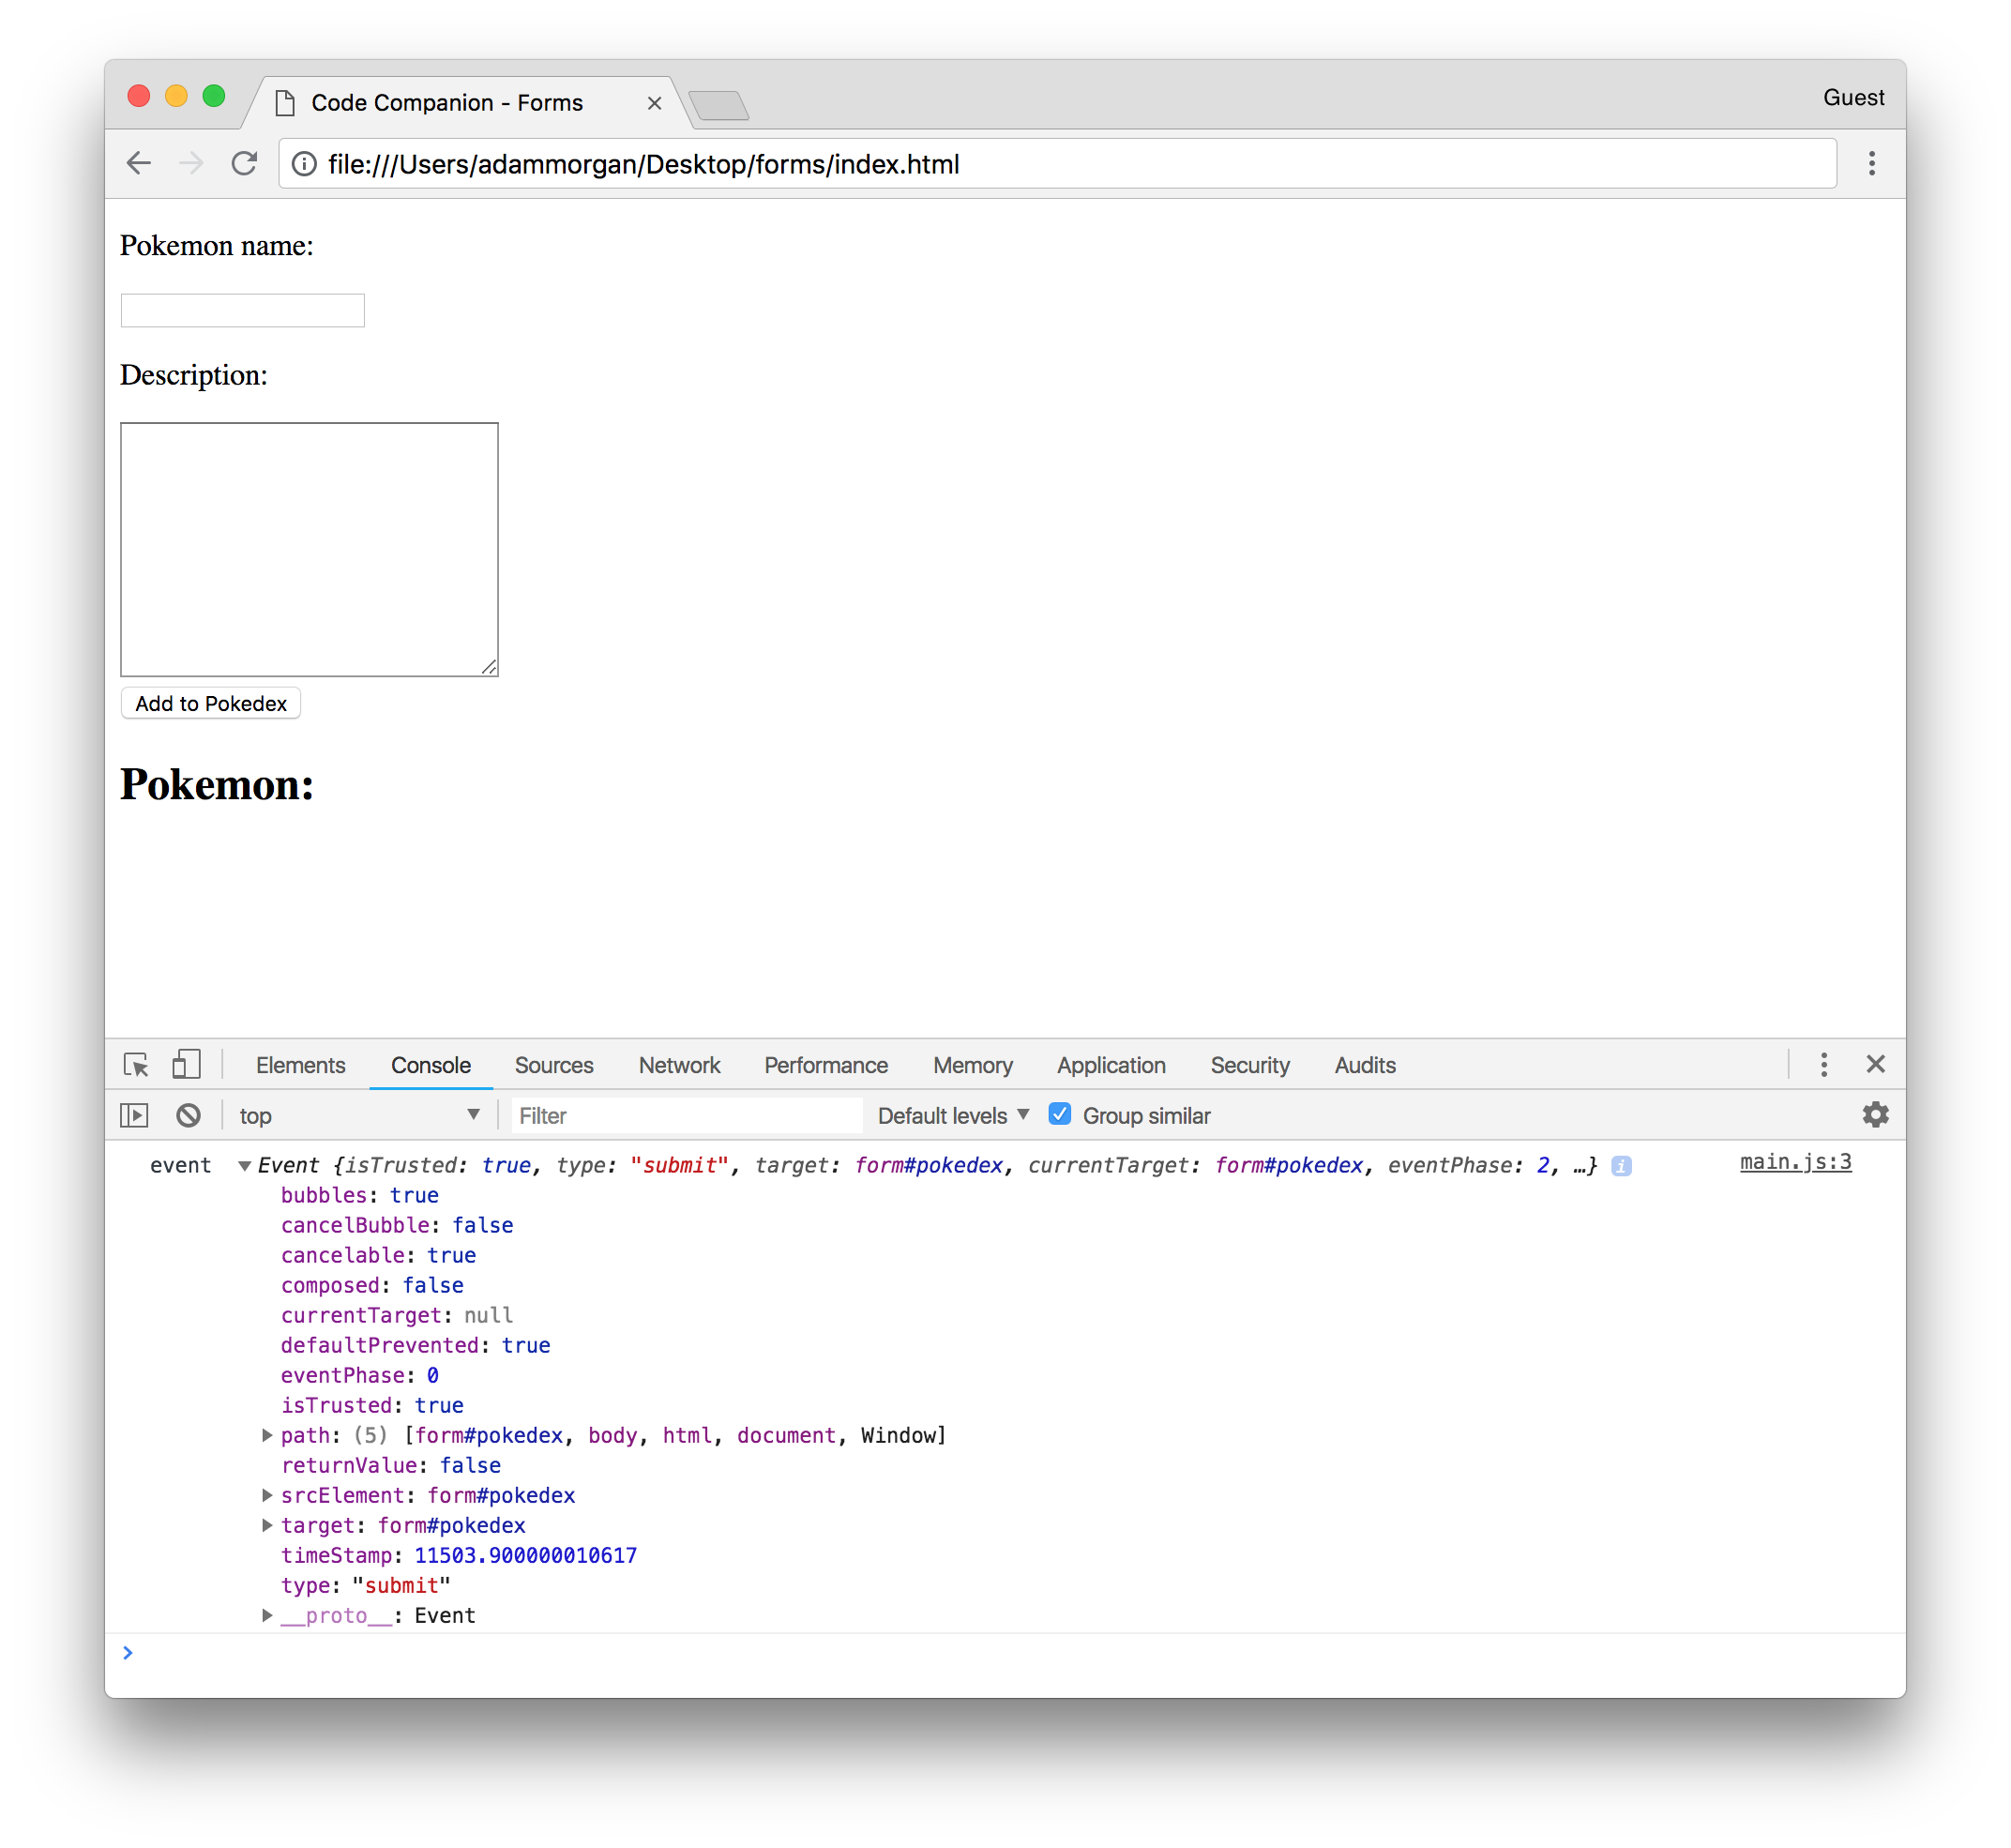 Code Companion - Forms
Guest
file:///Users/adammorgan/Desktop/forms/index.html
Pokemon name:
Description:
Add to Pokedex
Pokemon:
Elements Console Sources Network Performance Memory Application Security Audits
top Filter Default levels Group similar
event Event {isTrusted: true, type: "submit", target: form#pokedex, currentTarget: form#pokedex, eventPhase: 2, …} i main.js:3
bubbles: true
cancelBubble: false
cancelable: true
composed: false
currentTarget: null
defaultPrevented: true
eventPhase: 0
isTrusted: true
path: (5) [form#pokedex, body, html, document, Window]
returnValue: false
srcElement: form#pokedex
target: form#pokedex
timeStamp: 11503.900000010617
type: "submit"
__proto__: Event